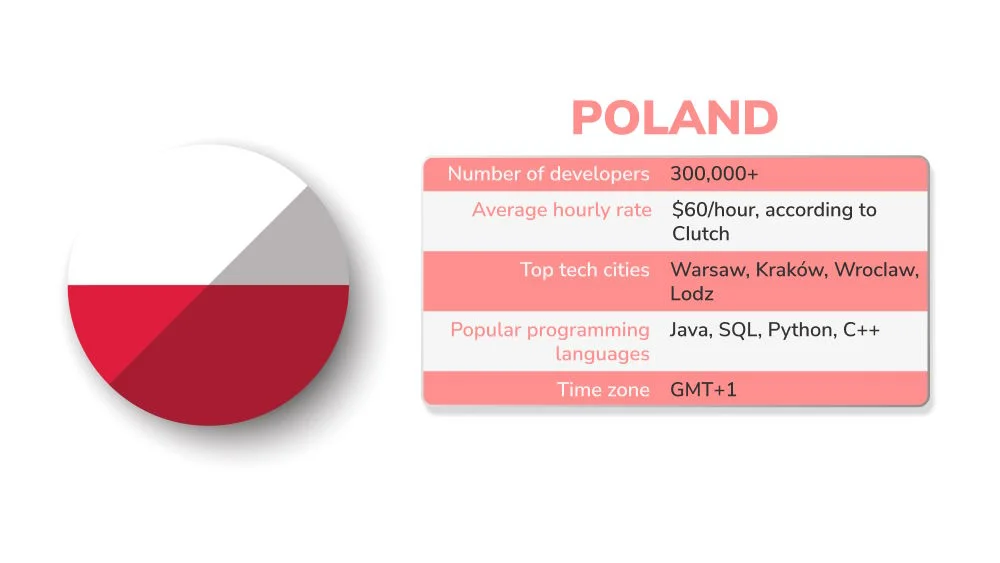 POLAND
Number of developers 300,000+
Average hourly rate $60/hour, according to
Clutch
Top tech cities Warsaw, Kraków, Wroclaw,
Lodz
Popular programming Java, SQL, Python, C++
languages
Time zone GMT+1